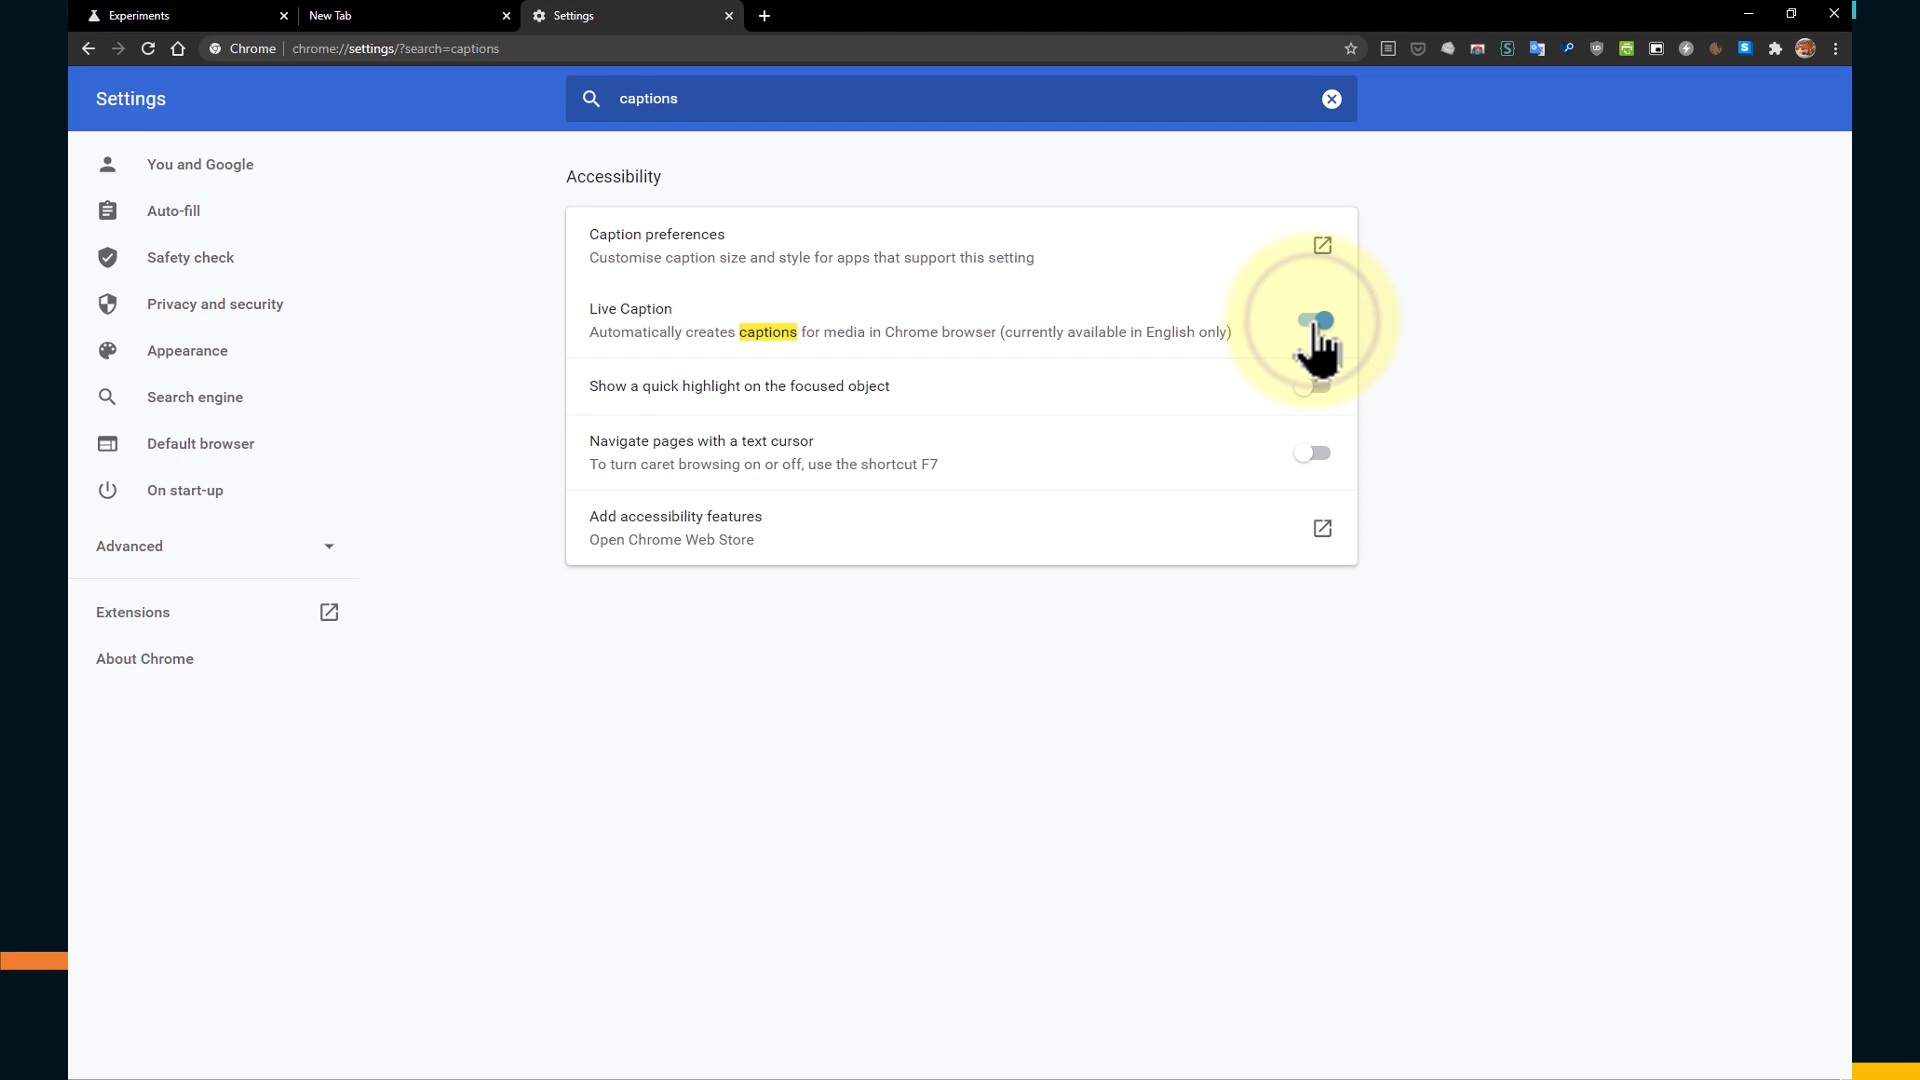 Experiments
New Tab
Settings
Chrome
chrome://settings/?search=captions
Settings
captions
You and Google
Auto-fill
Safety check
Privacy and security
Appearance
Search engine
Default browser
On start-up
Advanced
Extensions
About Chrome
Accessibility
Caption preferences
Customise caption size and style for apps that support this setting
Live Caption
Automatically creates captions for media in Chrome browser (currently available in English only)
Show a quick highlight on the focused object
Navigate pages with a text cursor
To turn caret browsing on or off, use the shortcut F7
Add accessibility features
Open Chrome Web Store